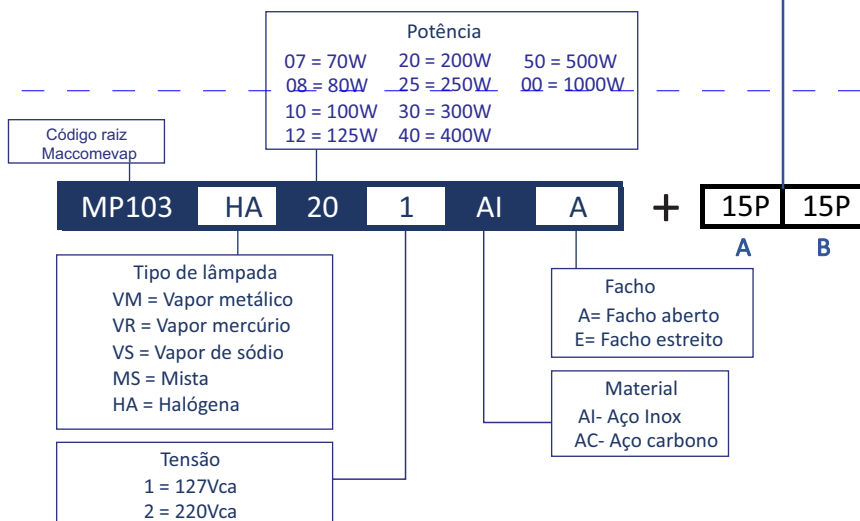 Potência
07 = 70W 20 = 200W 50 = 500W
08 = 80W 25 = 250W 00 = 1000W
10 = 100W 30 = 300W
12 = 125W 40 = 400W
Código raiz
Maccomevap
MP103 HA 20 1 AI A + 15P 15P
A B
Tipo de lâmpada
VM = Vapor metálico
VR = Vapor mercúrio
VS = Vapor de sódio
MS = Mista
HA = Halógena
Facho
A= Facho aberto
E= Facho estreito
Material
AI- Aço Inox
AC- Aço carbono
Tensão
1 = 127Vca
2 = 220Vca